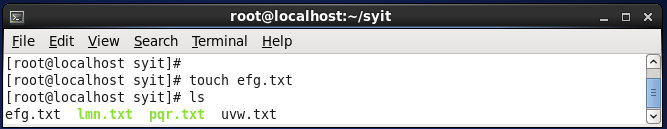 root@localhost:~/syit
File Edit View Search Terminal Help
[root@localhost syit]#
[root@localhost syit]# touch efg.txt
[root@localhost syit]# ls
efg.txt lmn.txt pqr.txt uvw.txt